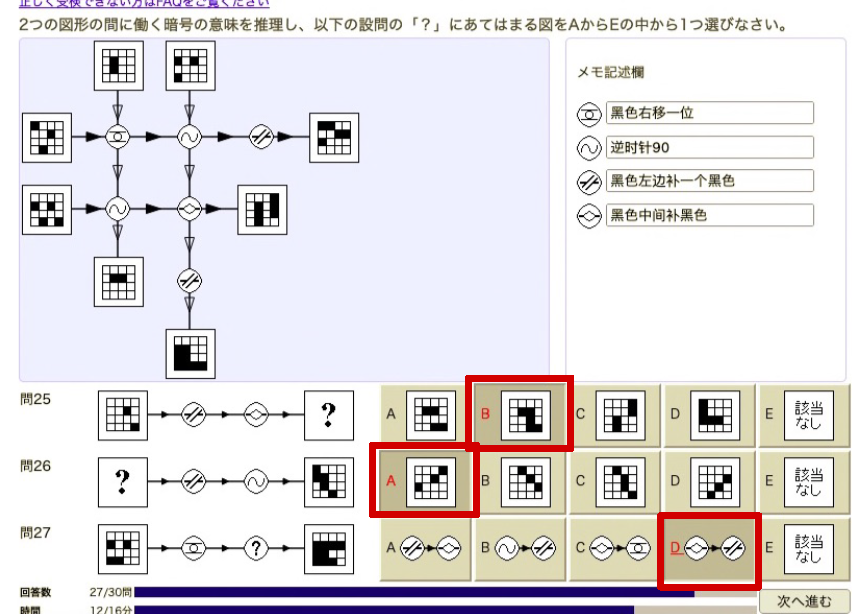 正しく受検できない方はFAQをご覧ください
2つの図形の間に働く暗号の意味を推理し、以下の設問の「？」にあてはまる図をAからEの中から1つ選びなさい。
メモ記述欄
黑色右移一位
逆时针90
黑色左边补一个黑色
黑色中间补黑色
問25
?
A
B
C
D
E 該当なし
問26
?
A
B
C
D
E 該当なし
問27
?
A
B
C
D
E 該当なし
回答数 27/30問
時間 12/16分
次へ進む